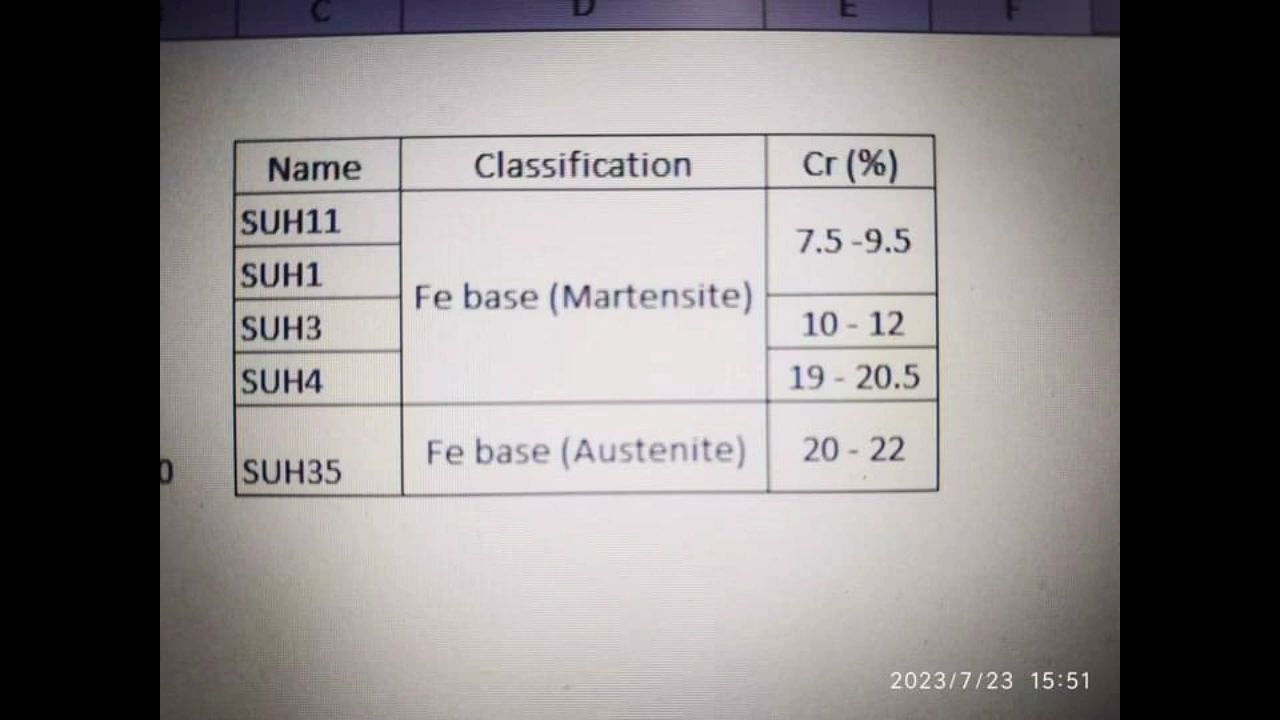 C D E F
Name Classification Cr (%)
SUH11
7.5 -9.5
SUH1
Fe base (Martensite)
SUH3 10 - 12
SUH4 19 - 20.5
Fe base (Austenite) 20 - 22
0 SUH35
2023/7/23 15:51